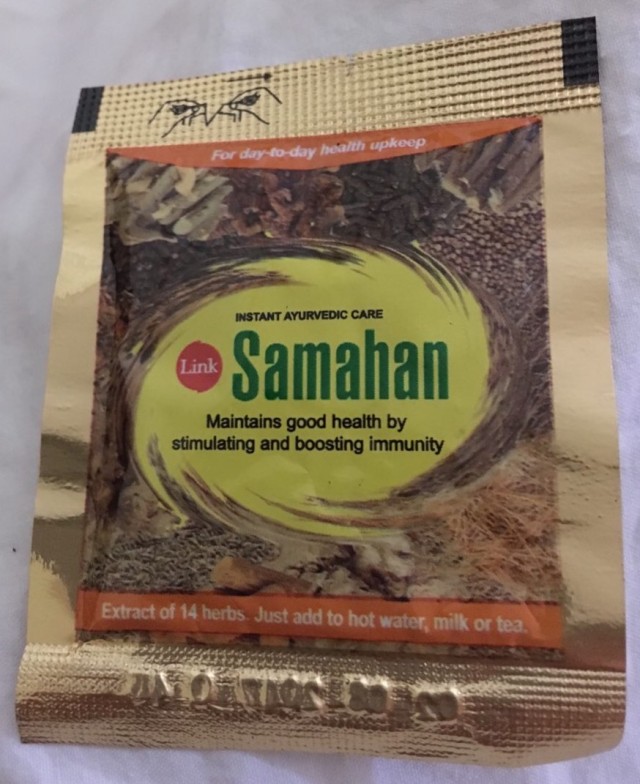 For day-to-day health upkeep
INSTANT AYURVEDIC CARE
Link
Samahan
Maintains good health by
stimulating and boosting immunity
Extract of 14 herbs. Just add to hot water, milk or tea.